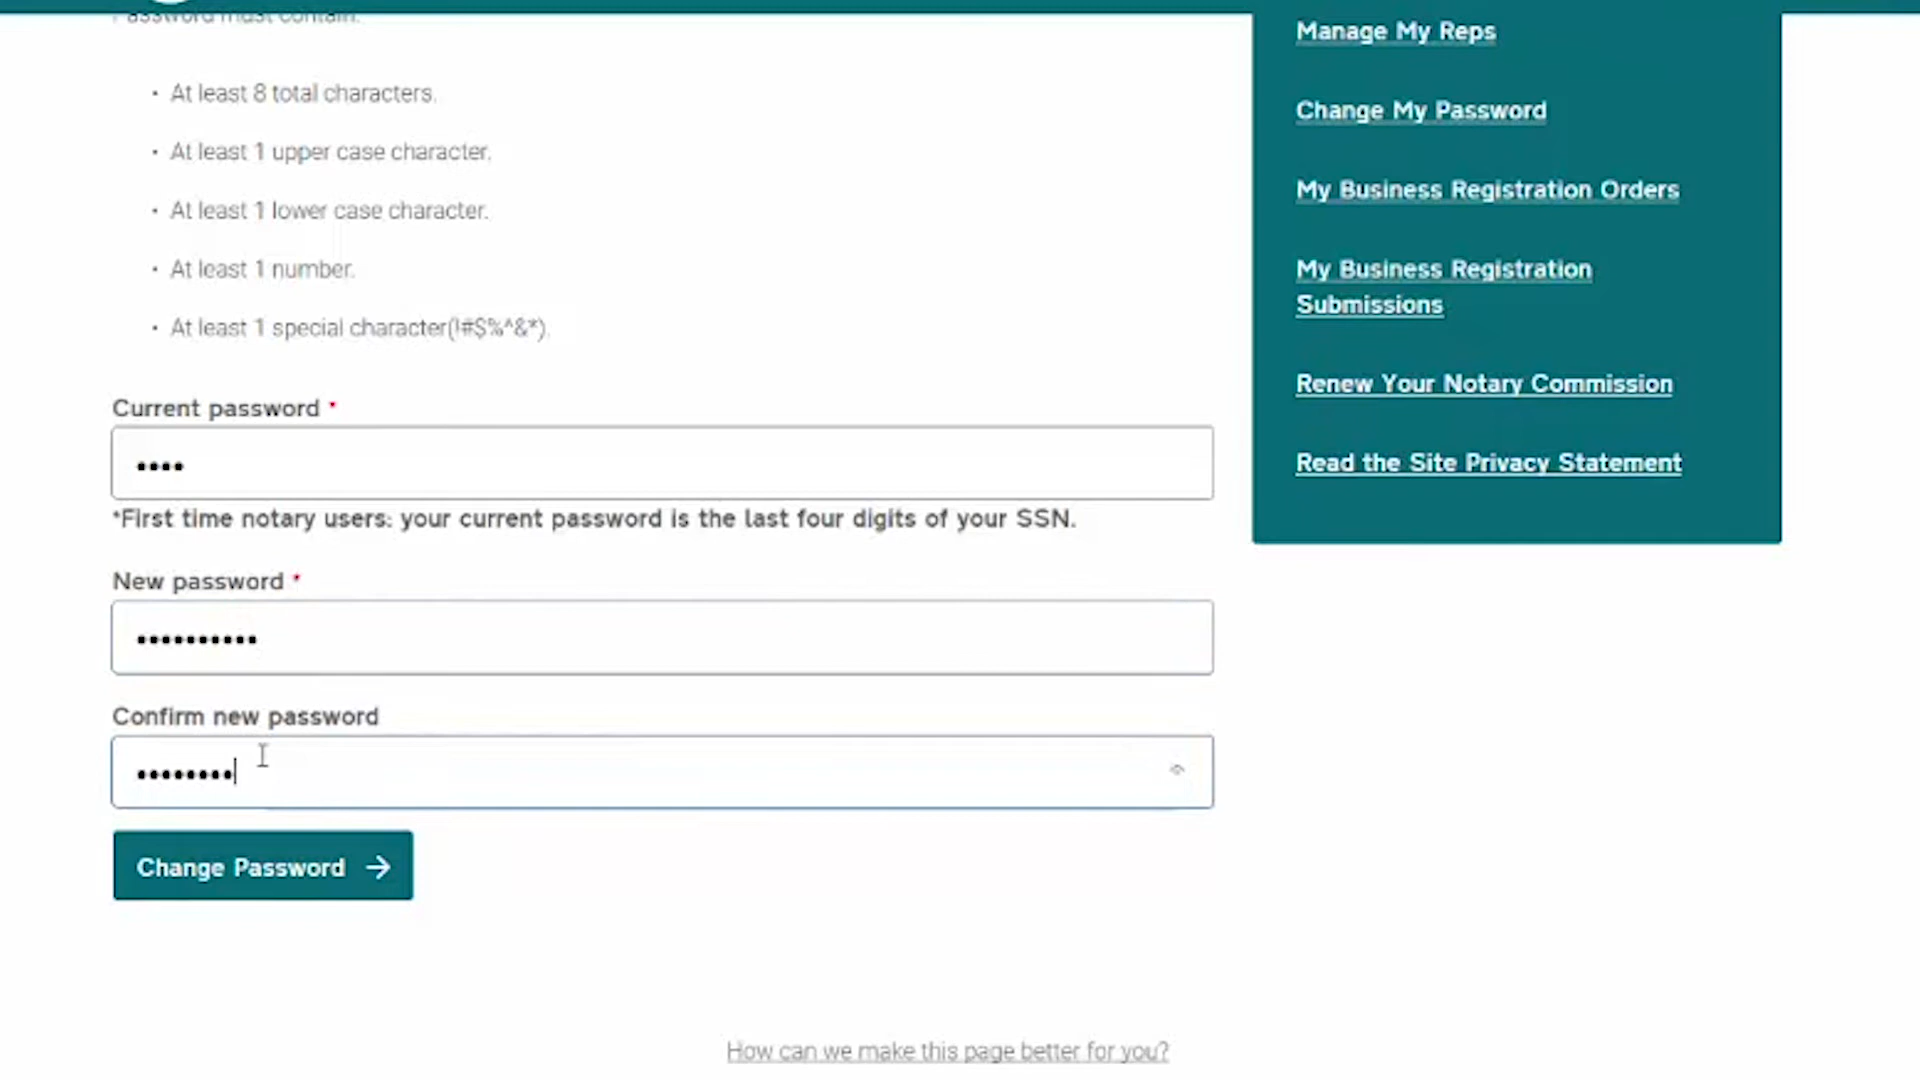 Password must contain:
• At least 8 total characters.
• At least 1 upper case character.
• At least 1 lower case character.
• At least 1 number.
• At least 1 special character(!#$%^&*).
Current password *
••••
*First time notary users: your current password is the last four digits of your SSN.
New password *
••••••••••
Confirm new password
••••••••
Change Password →
How can we make this page better for you?
Manage My Reps
Change My Password
My Business Registration Orders
My Business Registration
Submissions
Renew Your Notary Commission
Read the Site Privacy Statement